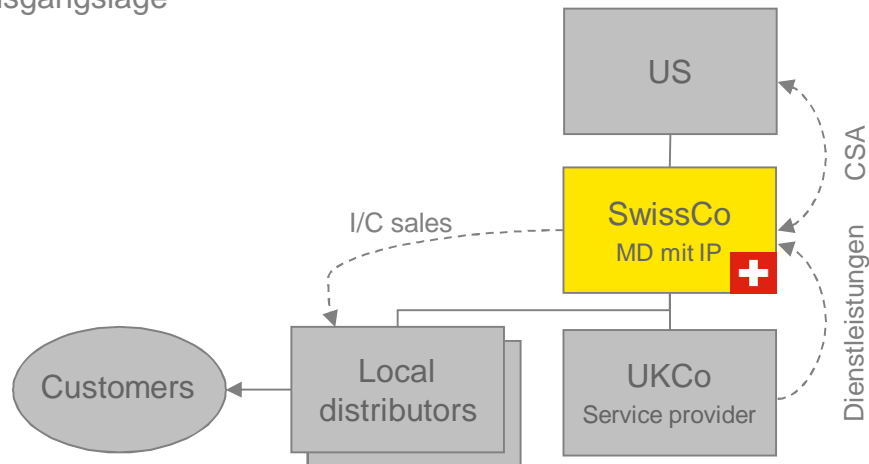 US
CSA
SwissCo
MD mit IP
I/C sales
Dienstleistungen
Customers
Local
distributors
UKCo
Service provider